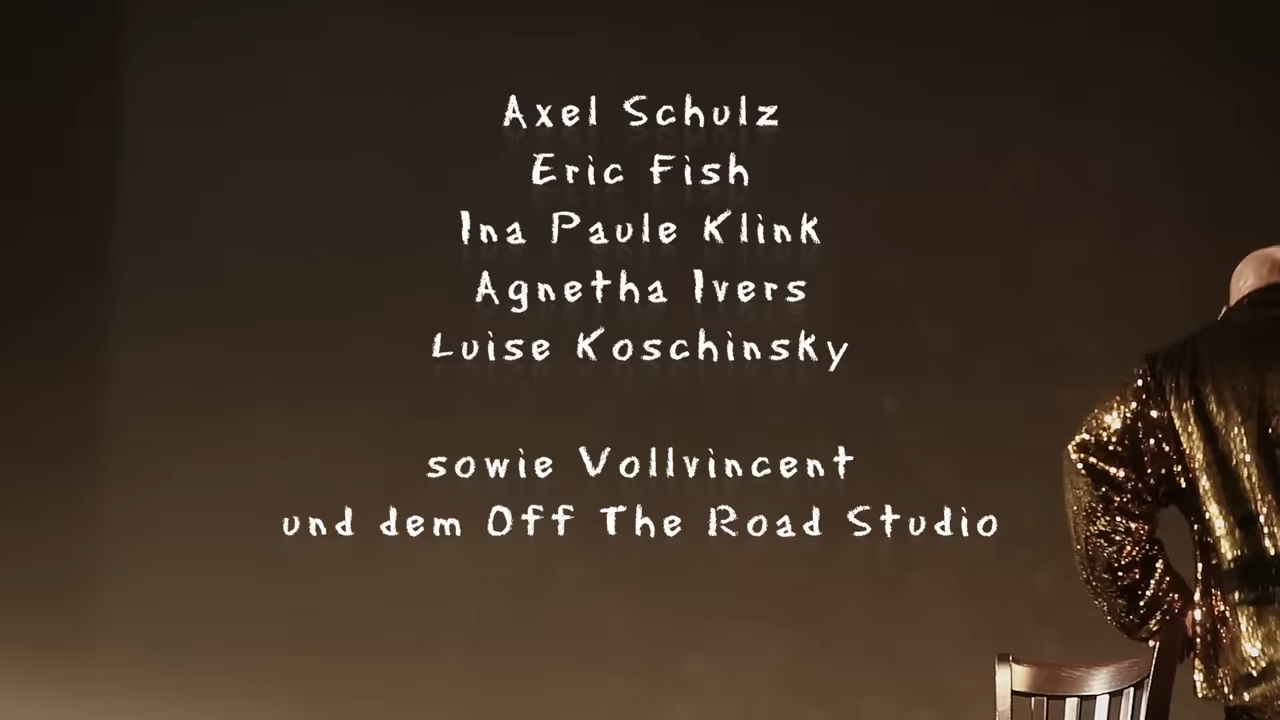 Axel Schulz
Eric Fish
Ina Paule Klink
Agnetha Ivers
Luise Koschinsky
sowie Vollvincent
und dem Off The Road Studio